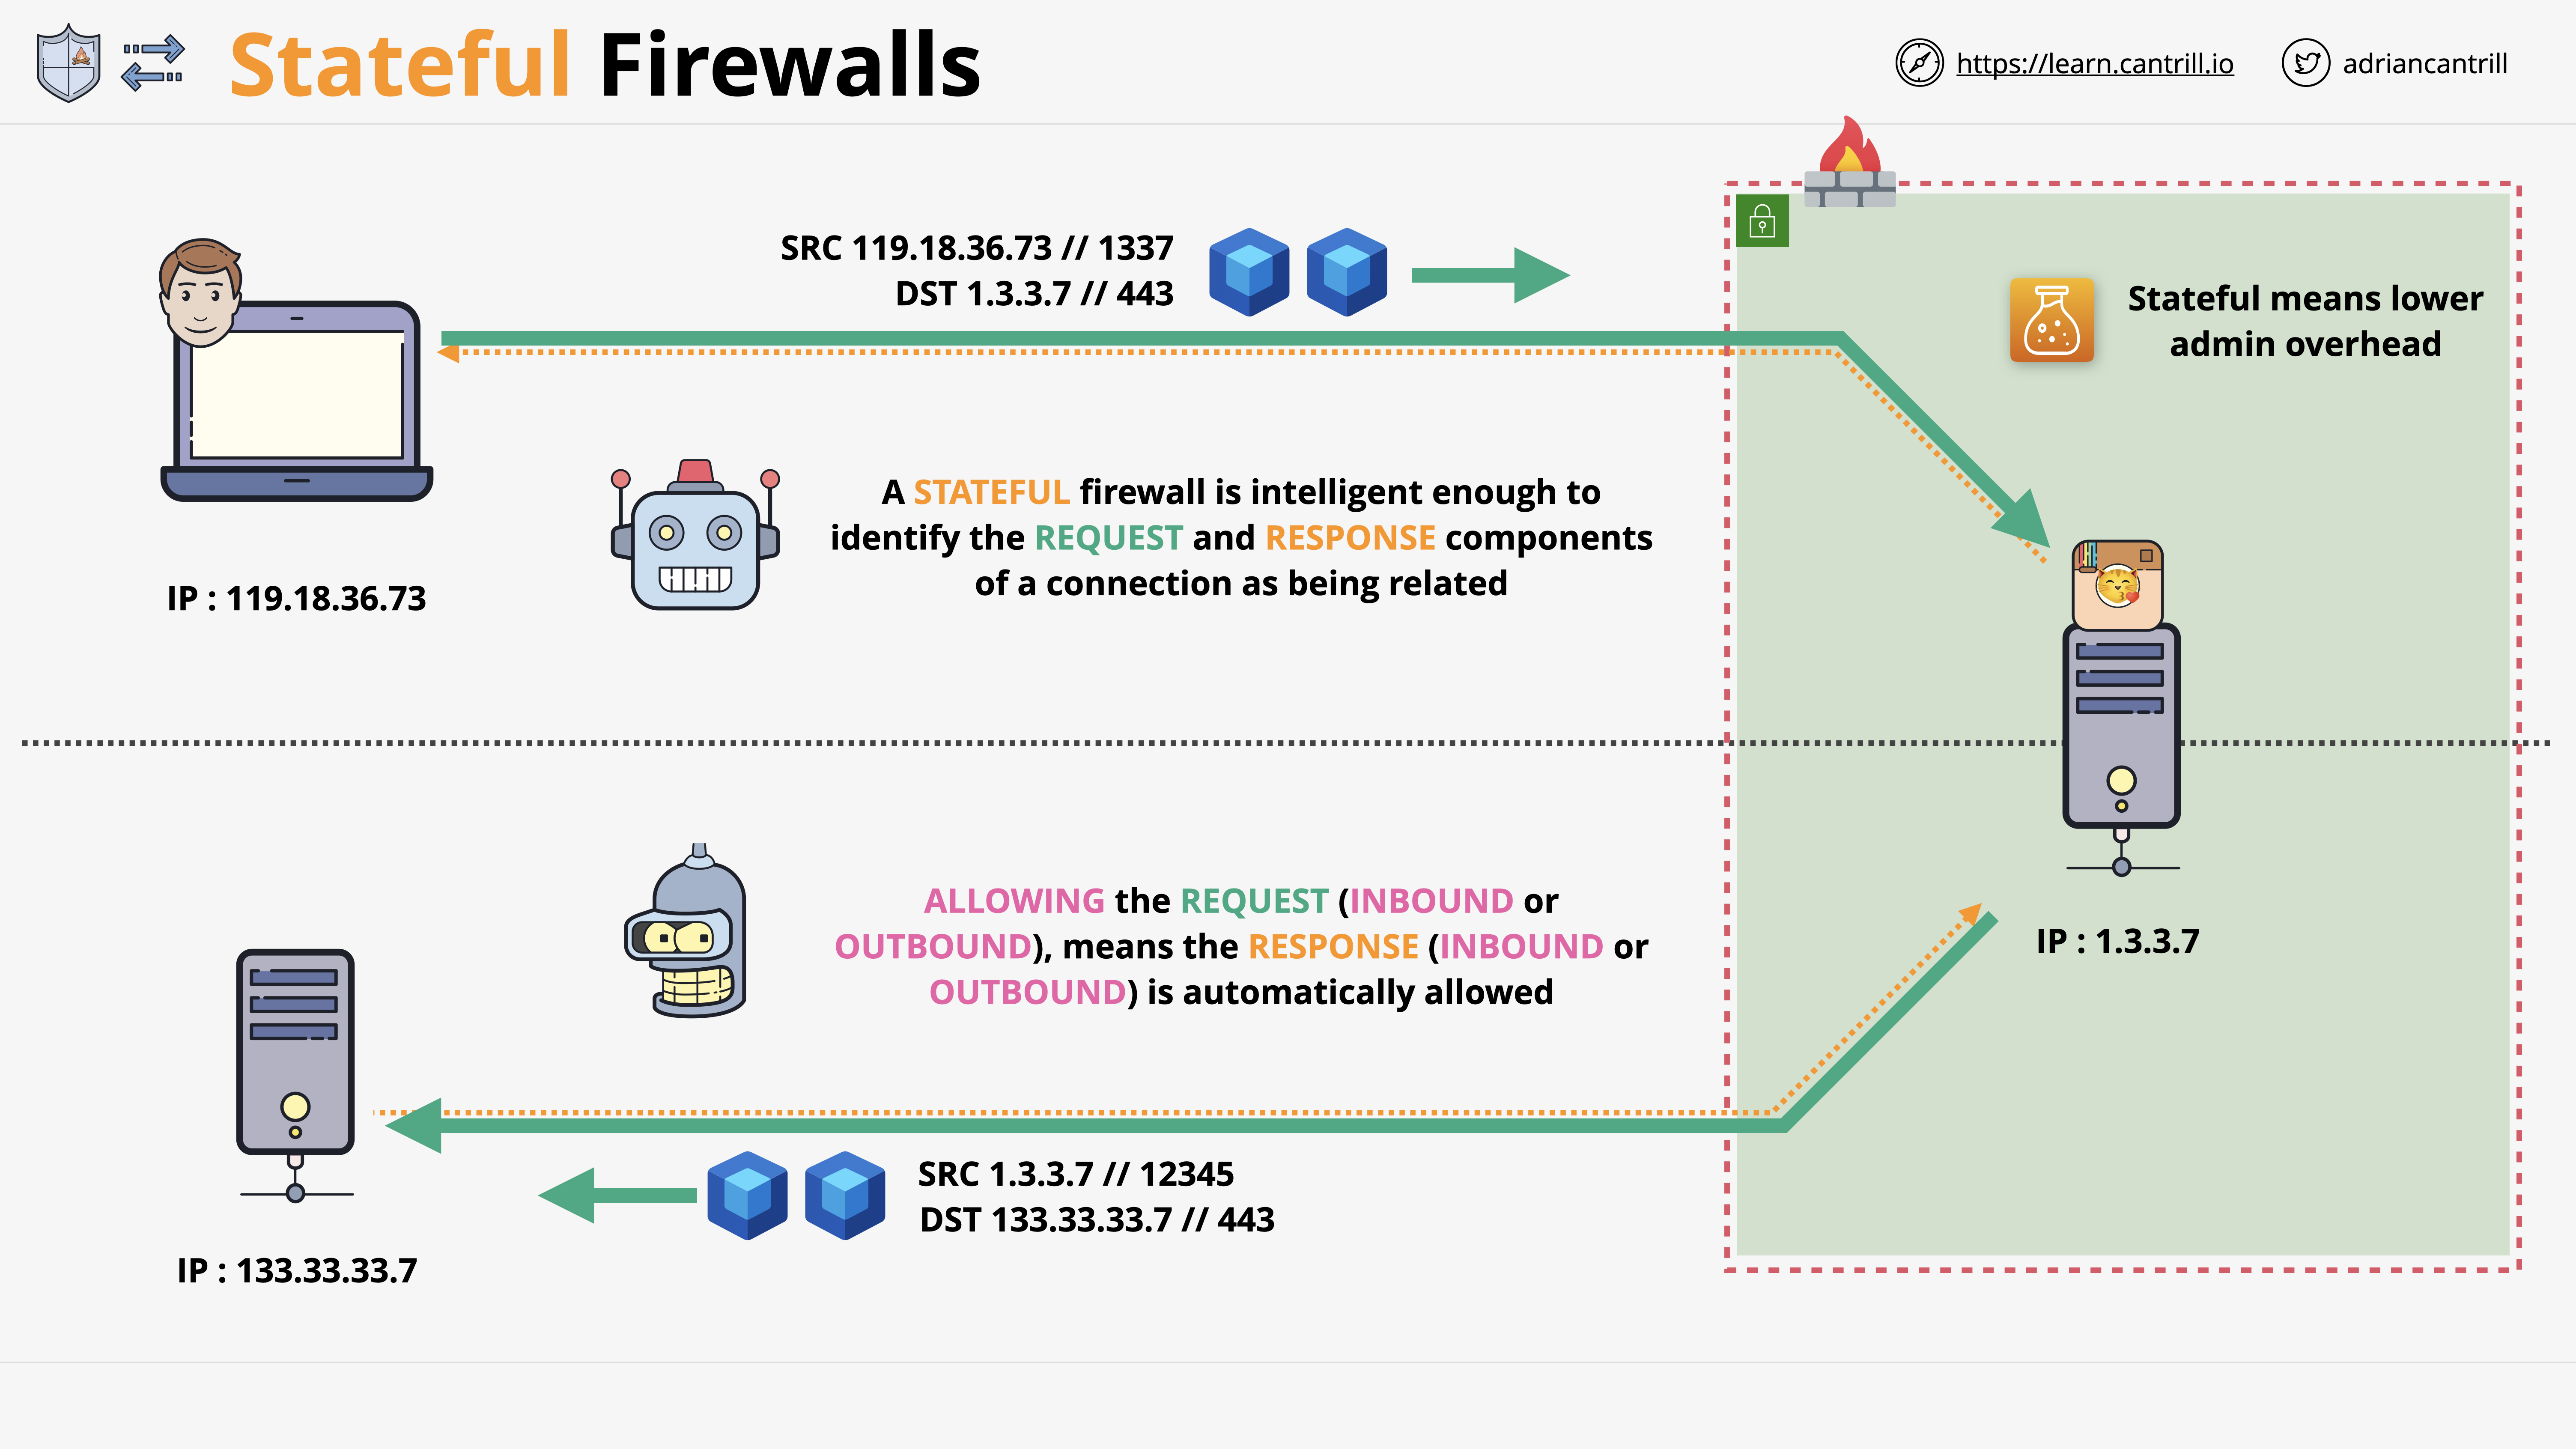 Stateful Firewalls
https://learn.cantrill.io
adriancantrill
SRC 119.18.36.73 // 1337
DST 1.3.3.7 // 443
Stateful means lower
admin overhead
A STATEFUL firewall is intelligent enough to
identify the REQUEST and RESPONSE components
of a connection as being related
IP : 119.18.36.73
ALLOWING the REQUEST (INBOUND or
OUTBOUND), means the RESPONSE (INBOUND or
OUTBOUND) is automatically allowed
IP : 1.3.3.7
SRC 1.3.3.7 // 12345
DST 133.33.33.7 // 443
IP : 133.33.33.7